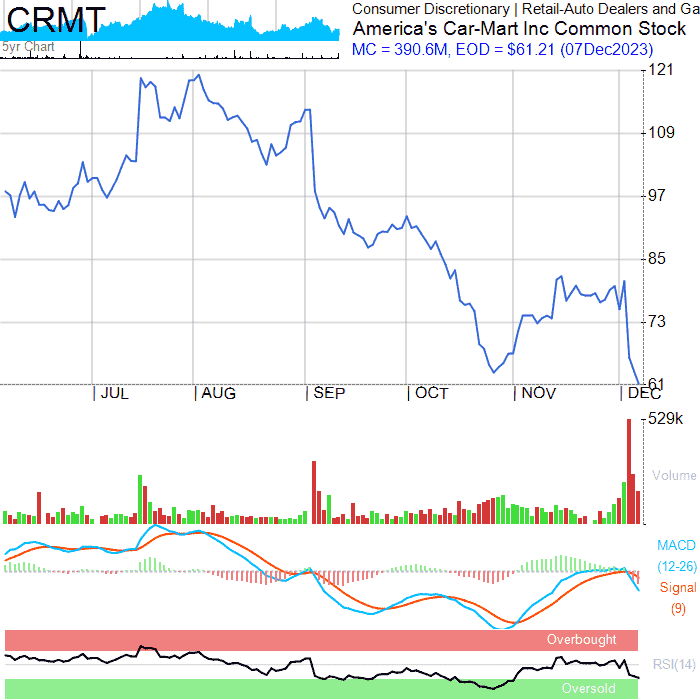 CRMT
5yr Chart
Consumer Discretionary | Retail-Auto Dealers and Ga
America's Car-Mart Inc Common Stock
MC = 390.6M, EOD = $61.21 (07Dec2023)
121
109
97
85
73
61
JUL AUG SEP OCT NOV DEC
529k
Volume
MACD
(12-26)
Signal
(9)
Overbought
RSI(14)
Oversold